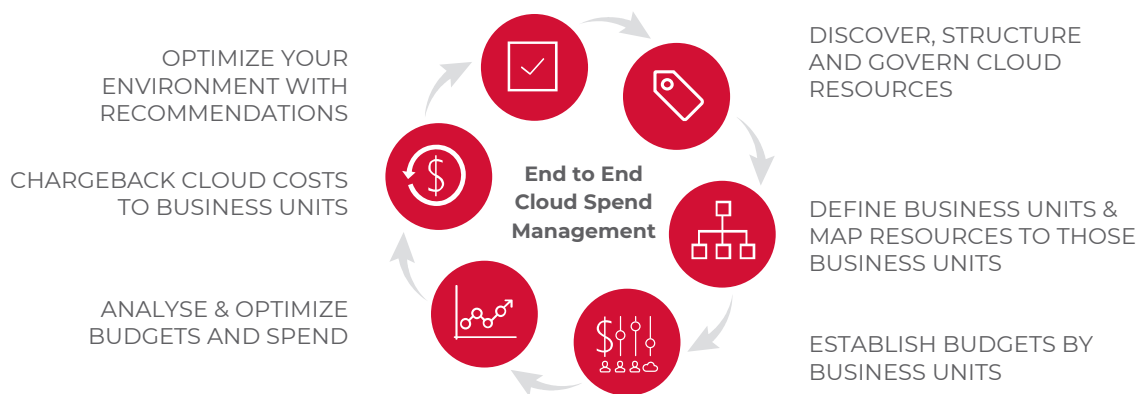 OPTIMIZE YOUR
ENVIRONMENT WITH
RECOMMENDATIONS
DISCOVER, STRUCTURE
AND GOVERN CLOUD
RESOURCES
CHARGEBACK CLOUD COSTS
TO BUSINESS UNITS
End to End
Cloud Spend
Management
DEFINE BUSINESS UNITS &
MAP RESOURCES TO THOSE
BUSINESS UNITS
ANALYSE & OPTIMIZE
BUDGETS AND SPEND
ESTABLISH BUDGETS BY
BUSINESS UNITS